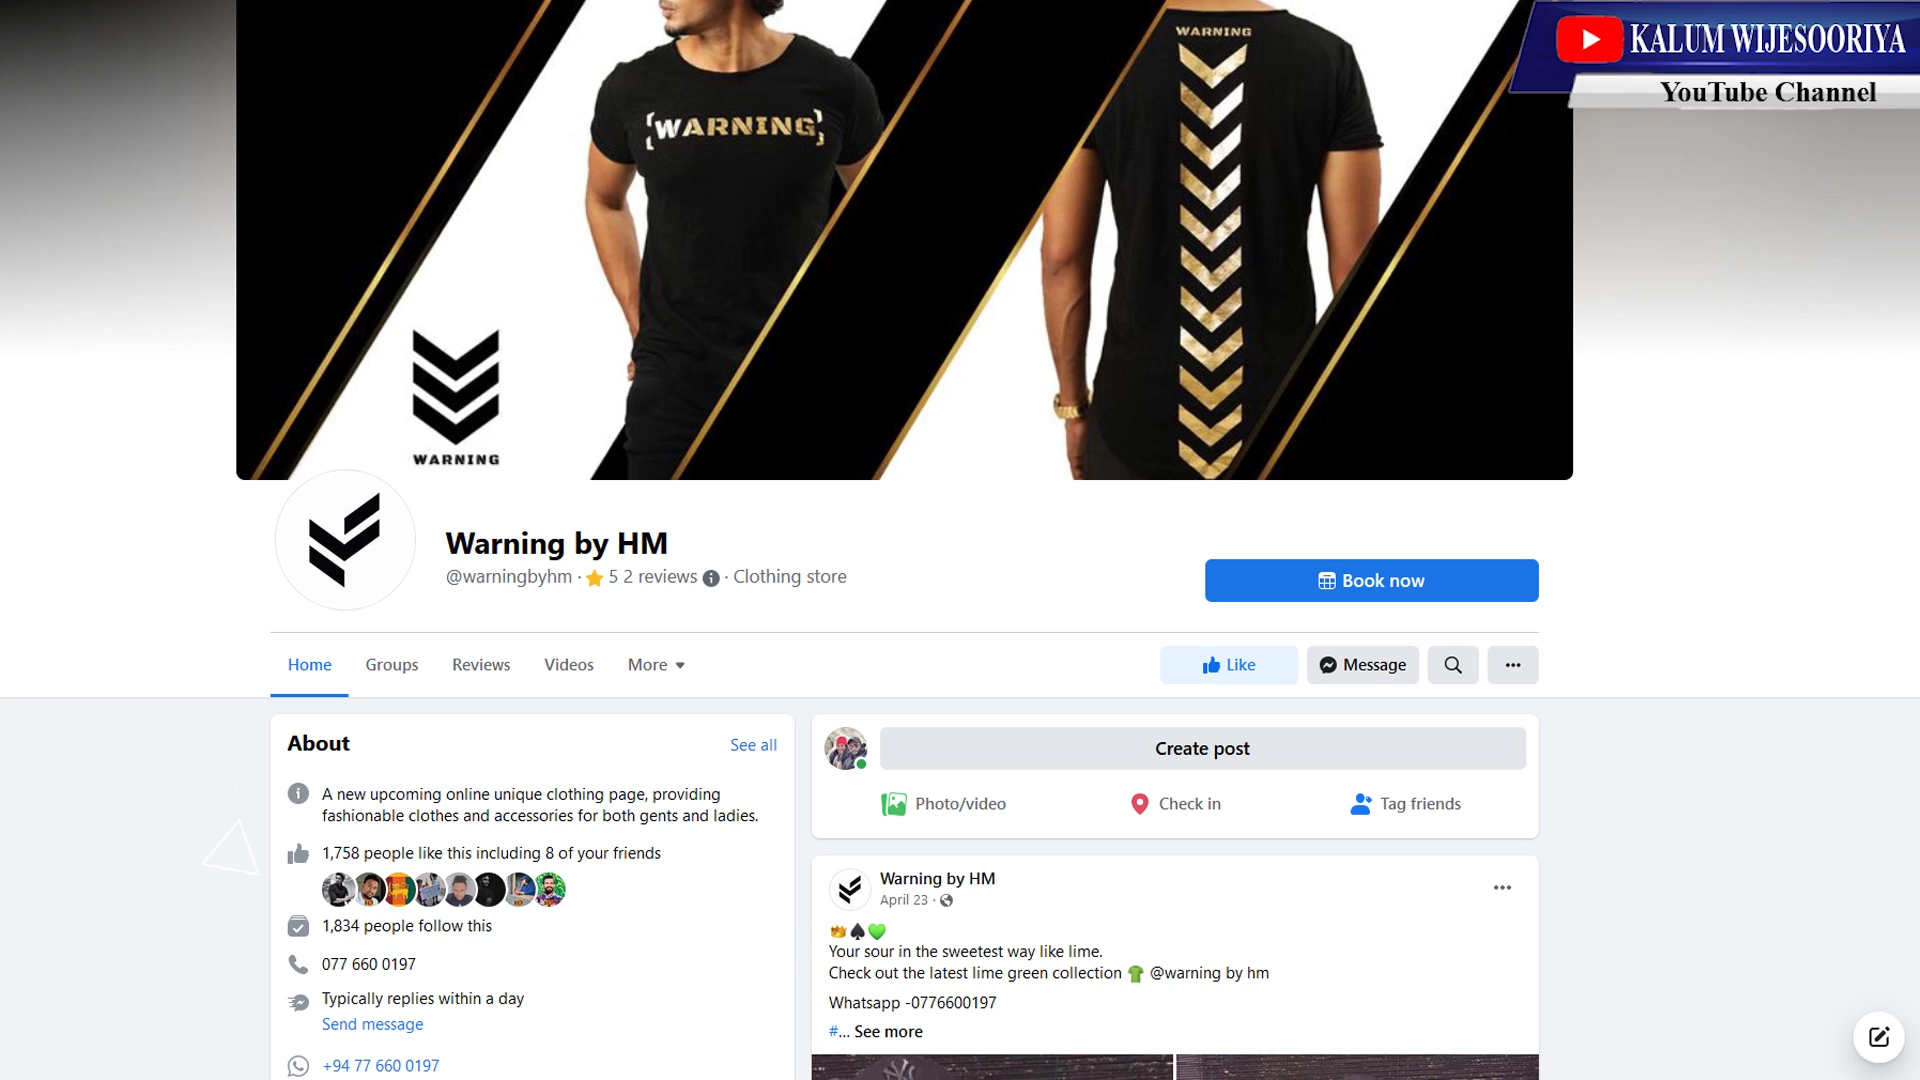 KALUM WIJESOORIYA
YouTube Channel
WARNING
WARNING
WARNING
Warning by HM
@warningbyhm · 5 2 reviews · Clothing store
Book now
Home Groups Reviews Videos More
Like Message
About
See all
A new upcoming online unique clothing page, providing
fashionable clothes and accessories for both gents and ladies.
1,758 people like this including 8 of your friends
1,834 people follow this
077 660 0197
Typically replies within a day
Send message
+94 77 660 0197
Create post
Photo/video Check in Tag friends
Warning by HM
April 23 ·
👑♠💚
Your sour in the sweetest way like lime.
Check out the latest lime green collection 👕 @warning by hm
Whatsapp -0776600197
#... See more